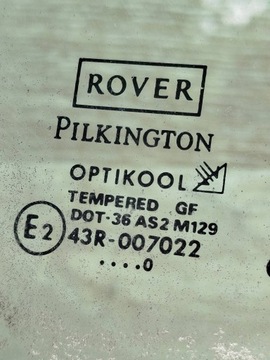 ROVER
PILKINGTON
OPTIKOOL
TEMPERED GF
DOT-36 AS2 M129
E2 43R-007022
....0